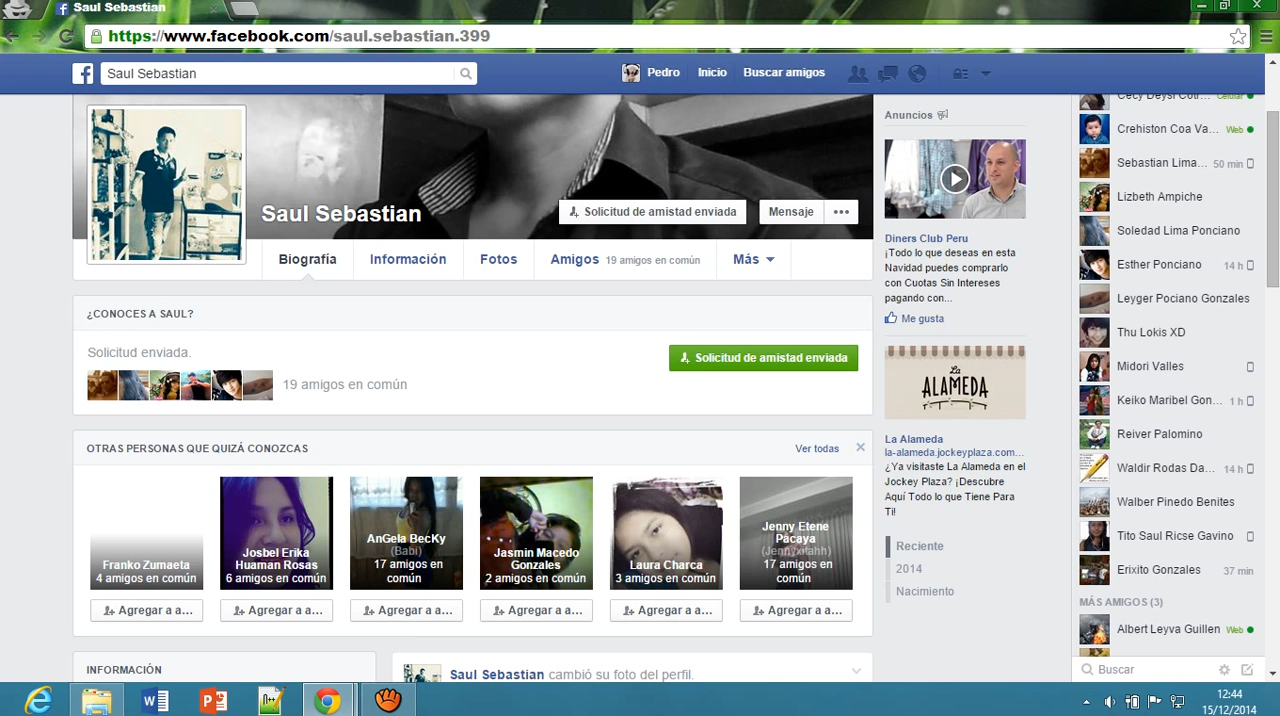 Saul Sebastian
https://www.facebook.com/saul.sebastian.399
Saul Sebastian
Pedro Inicio Buscar amigos
Saul Sebastian
Solicitud de amistad enviada
Mensaje
Biografía Información Fotos Amigos 19 amigos en común Más
¿CONOCES A SAUL?
Solicitud enviada.
19 amigos en común
Solicitud de amistad enviada
OTRAS PERSONAS QUE QUIZÁ CONOZCAS
Ver todas
Franko Zumaeta
4 amigos en común
Agregar a a...
Josbel Erika
Huaman Rosas
6 amigos en común
Agregar a a...
AnGela BecKy
(Babi)
17 amigos en
común
Agregar a a...
Jasmin Macedo
Gonzales
2 amigos en común
Agregar a a...
Laura Charca
3 amigos en común
Agregar a a...
Jenny Etene
Pacaya
(Jennyxitahh)
17 amigos en
común
Agregar a a...
INFORMACIÓN
Saul Sebastian cambió su foto del perfil.
Anuncios
Diners Club Peru
¡Todo lo que deseas en esta
Navidad puedes comprarlo
con Cuotas Sin Intereses
pagando con...
Me gusta
La
ALAMEDA
La Alameda
la-alameda.jockeyplaza.com...
¿Ya visitaste La Alameda en el
Jockey Plaza? ¡Descubre
Aquí Todo lo que Tiene Para
Ti!
Reciente
2014
Nacimiento
Celular
Crehiston Coa Va... Web
Sebastian Lima... 50 min
Lizbeth Ampiche
Soledad Lima Ponciano
Esther Ponciano 14 h
Leyger Pociano Gonzales
Thu Lokis XD
Midori Valles
Keiko Maribel Gon... 1 h
Reiver Palomino
Waldir Rojas Da... 14 h
Walber Pinedo Benites
Tito Saul Ricse Gavino
Erixito Gonzales 37 min
MÁS AMIGOS (3)
Albert Leyva Guillen Web
Buscar
12:44
15/12/2014